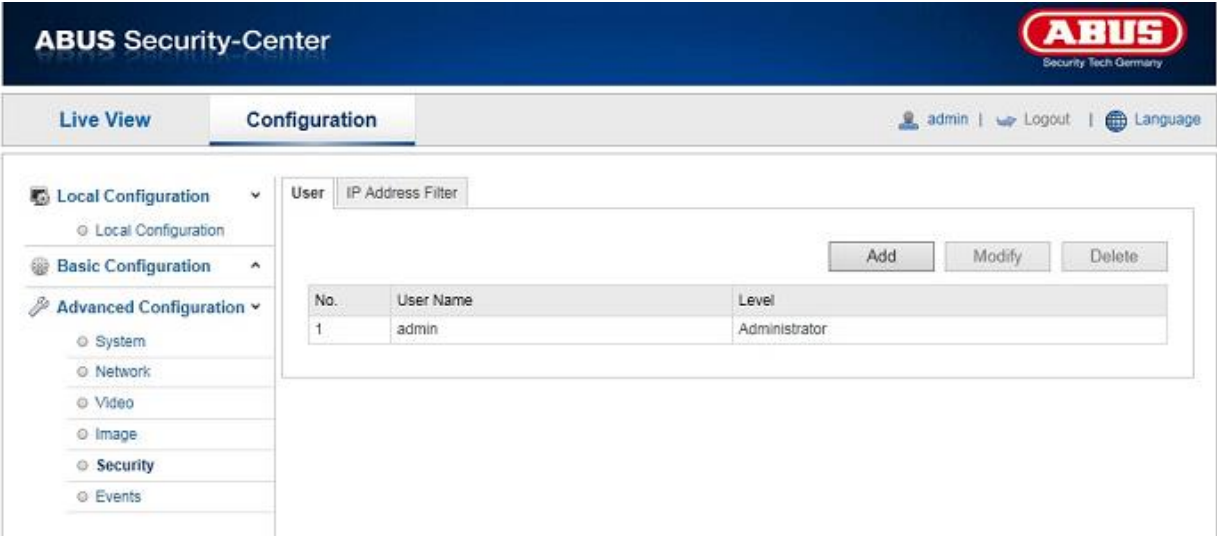 ABUS Security-Center
ABUS
Security Tech Germany
Live View
Configuration
admin | Logout | Language
Local Configuration
Local Configuration
Basic Configuration
Advanced Configuration
System
Network
Video
Image
Security
Events
User
IP Address Filter
Add
Modify
Delete
No. User Name Level
1 admin Administrator